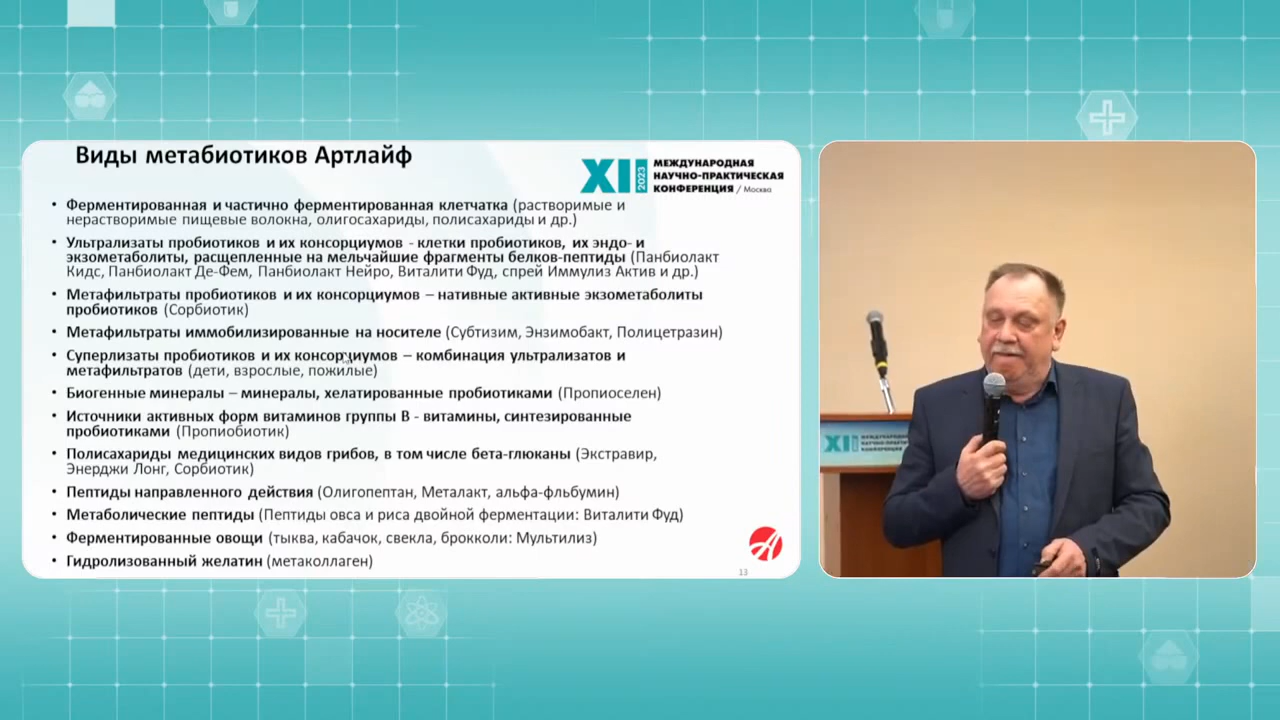 Виды метабиотиков Артлайф
XII 2023 МЕЖДУНАРОДНАЯ
НАУЧНО-ПРАКТИЧЕСКАЯ
КОНФЕРЕНЦИЯ / Москва
• Ферментированная и частично ферментированная клетчатка (растворимые и
нерастворимые пищевые волокна, олигосахариды, полисахариды и др.)
• Ультрализаты пробиотиков и их консорциумов - клетки пробиотиков, их эндо- и
экзометаболиты, расщепленные на мельчайшие фрагменты белков-пептиды (Панбиолакт
Кидс, Панбиолакт Де-Фем, Панбиолакт Нейро, Виталити Фуд, спрей Иммулиз Актив и др.)
• Метафильтраты пробиотиков и их консорциумов – нативные активные экзометаболиты
пробиотиков (Сорбиотик)
• Метафильтраты иммобилизированые на носителе (Субтизим, Энзимобакт, Полицетразин)
• Суперлизаты пробиотиков и их консорциумов – комбинация ультрализатов и
метафильтратов (дети, взрослые, пожилые)
• Биогенные минералы – минералы, хелатированные пробиотиками (Пропиоселен)
• Источники активных форм витаминов группы В - витамины, синтезированные
пробиотиками (Пропиобиотик)
• Полисахариды медицинских видов грибов, в том числе бета-глюканы (Экстравир,
Энерджи Лонг, Сорбиотик)
• Пептиды направленного действия (Олигопептан, Металакт, альфа-фльбумин)
• Метаболические пептиды (Пептиды овса и риса двойной ферментации: Виталити Фуд)
• Ферментированные овощи (тыква, кабачок, свекла, брокколи: Мультилиз)
• Гидролизованный желатин (метаколлаген)
13